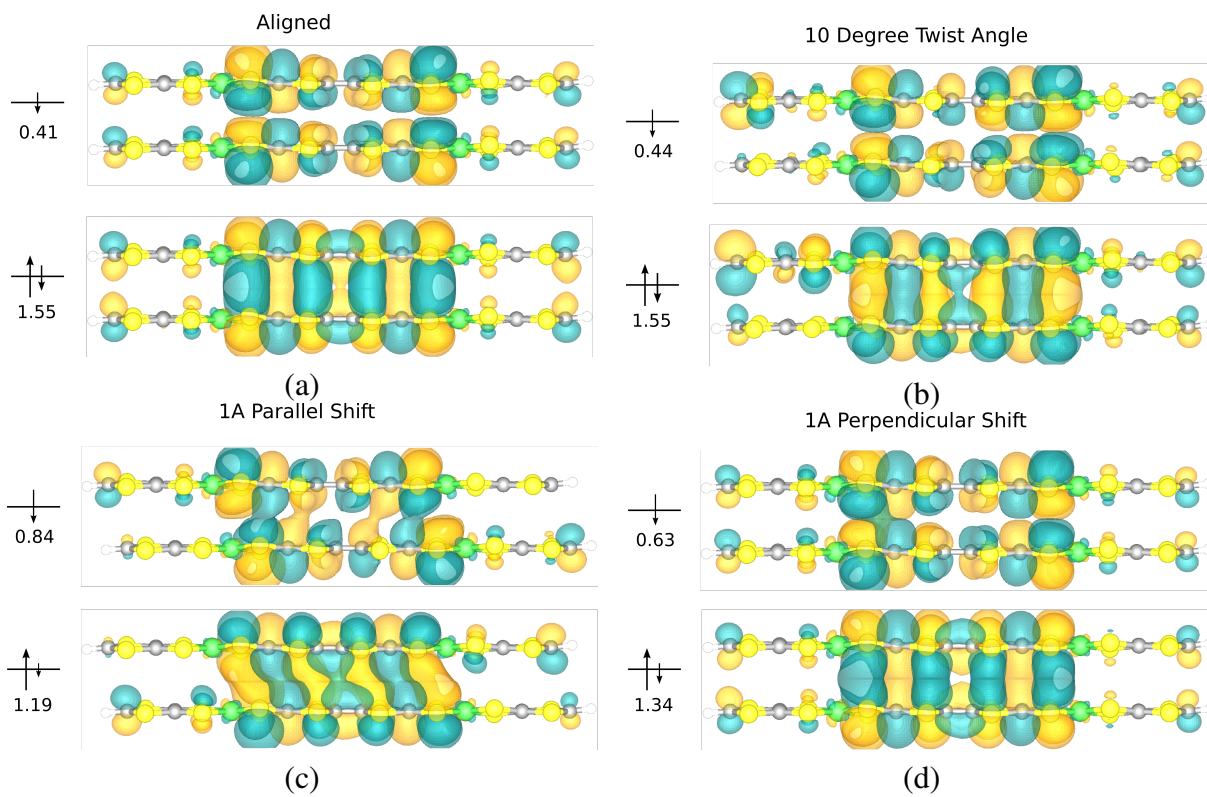 Aligned
0.41
1.55
(a)
10 Degree Twist Angle
0.44
1.55
(b)
1A Parallel Shift
0.84
1.19
(c)
1A Perpendicular Shift
0.63
1.34
(d)